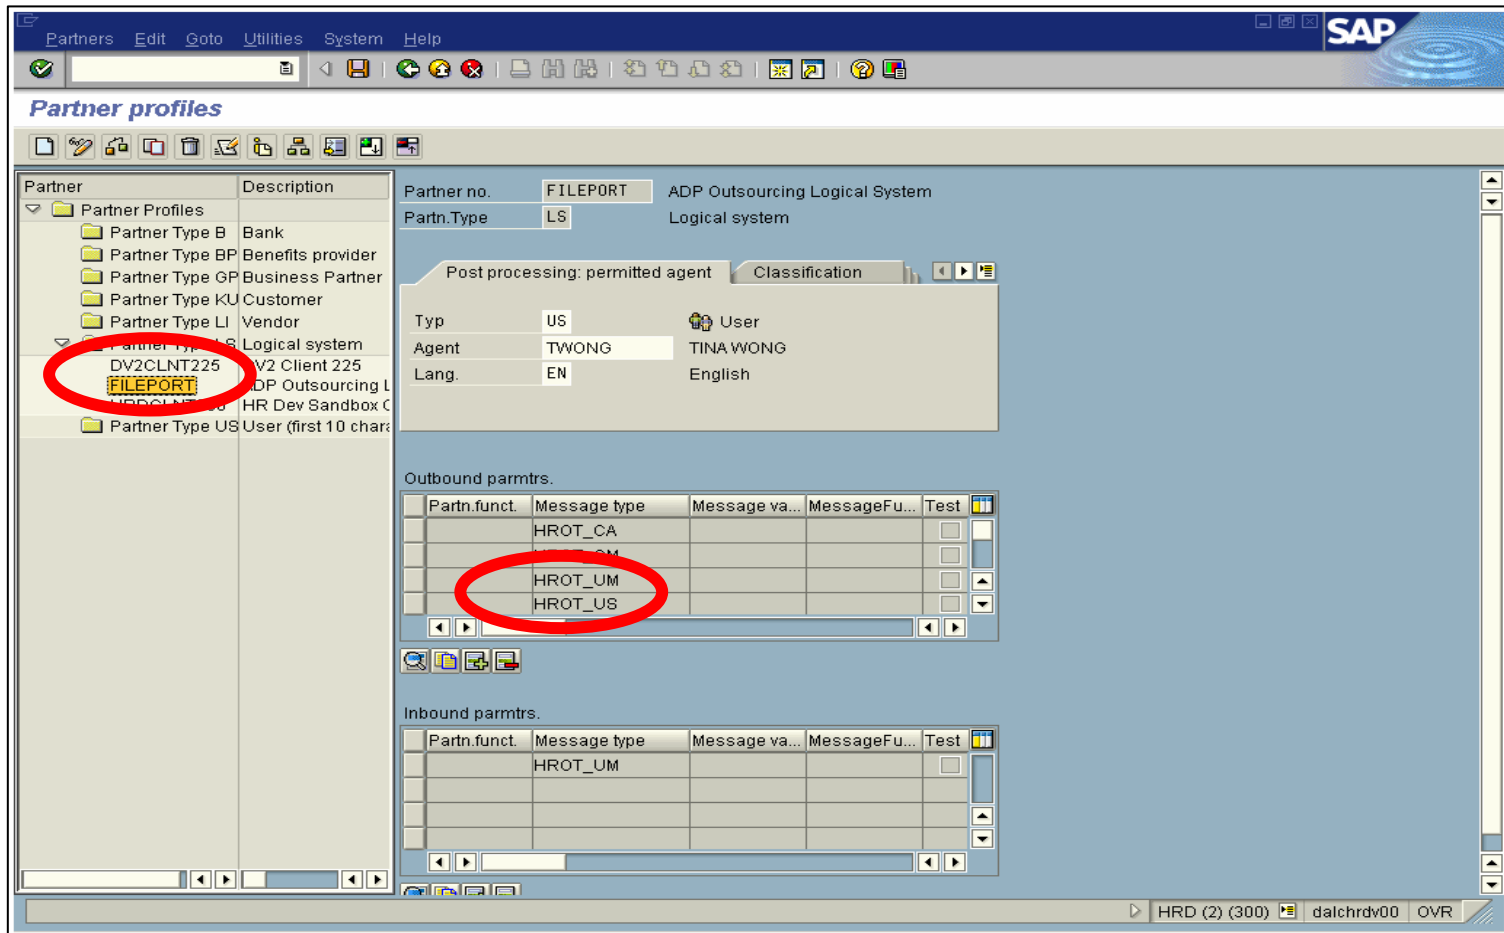 Partners Edit Goto Utilities System Help
SAP
Partner profiles
Partner Description
Partner Profiles
Partner Type B Bank
Partner Type BP Benefits provider
Partner Type GP Business Partner
Partner Type KU Customer
Partner Type LI Vendor
Partner Logical system
DV2CLNT225 Client 225
FILEPORT ADP Outsourcing L
HR Dev Sandbox C
Partner Type US User (first 10 chara
Partner no. FILEPORT ADP Outsourcing Logical System
Partn.Type LS Logical system
Post processing: permitted agent Classification
Typ US User
Agent TWONG TINA WONG
Lang. EN English
Outbound parmtrs.
Partn.funct. Message type Message va... MessageFu... Test
HROT_CA
HROT_UM
HROT_US
Inbound parmtrs.
Partn.funct. Message type Message va... MessageFu... Test
HROT_UM
HRD (2) (300) dalchrdv00 OVR